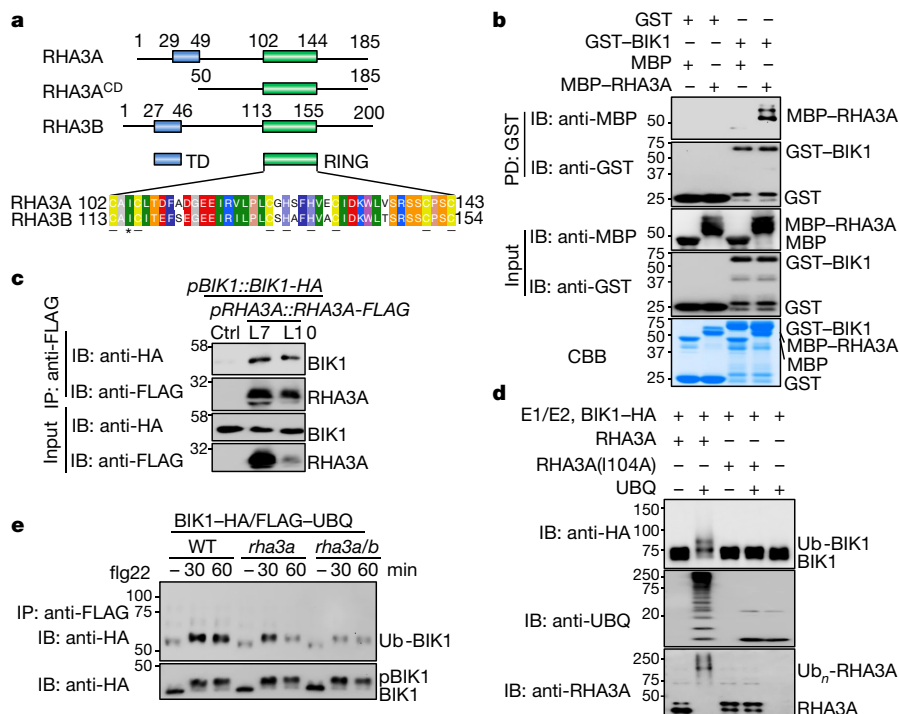 a
1 29 49 102 144 185
RHA3A
50 185
RHA3A^CD
1 27 46 113 155 200
RHA3B
TD RING
RHA3A 102 CAICLTDFADGEEIRVLPLCGHSFHVECIDKWLVSRSSCPSC 143
RHA3B 113 CAICITEFSEGEEIRILPLCSHAFHVACIDKWLTSRSSCPSC 154
*
b
GST – + – –
GST–BIK1 – – + +
MBP + – + –
MBP–RHA3A – + – +
PD: GST
IB: anti-MBP 50 MBP–RHA3A
75
50 GST–BIK1
IB: anti-GST 37
25 GST
Input
IB: anti-MBP 50 MBP–RHA3A
MBP
75 GST–BIK1
50
IB: anti-GST 37
25 GST
75 GST–BIK1
50 MBP–RHA3A
CBB 37 MBP
25 GST
c
pBIK1::BIK1-HA
pRHA3A::RHA3A-FLAG
Ctrl L7 L10
IP: anti-FLAG
58
IB: anti-HA BIK1
32
IB: anti-FLAG RHA3A
Input
58
IB: anti-HA BIK1
32
IB: anti-FLAG RHA3A
d
E1/E2, BIK1–HA + + + + +
RHA3A + + – – –
RHA3A(I104A) – – + + –
UBQ – + – + +
150
IB: anti-HA 100 Ub-BIK1
75 BIK1
250
75
IB: anti-UBQ 20
250 Ubn-RHA3A
75
IB: anti-RHA3A 50
RHA3A
e
BIK1–HA/FLAG–UBQ
WT rha3a rha3a/b
flg22 – 30 60 – 30 60 – 30 60 min
100
IP: anti-FLAG 75
IB: anti-HA Ub-BIK1
50
50 pBIK1
IB: anti-HA BIK1